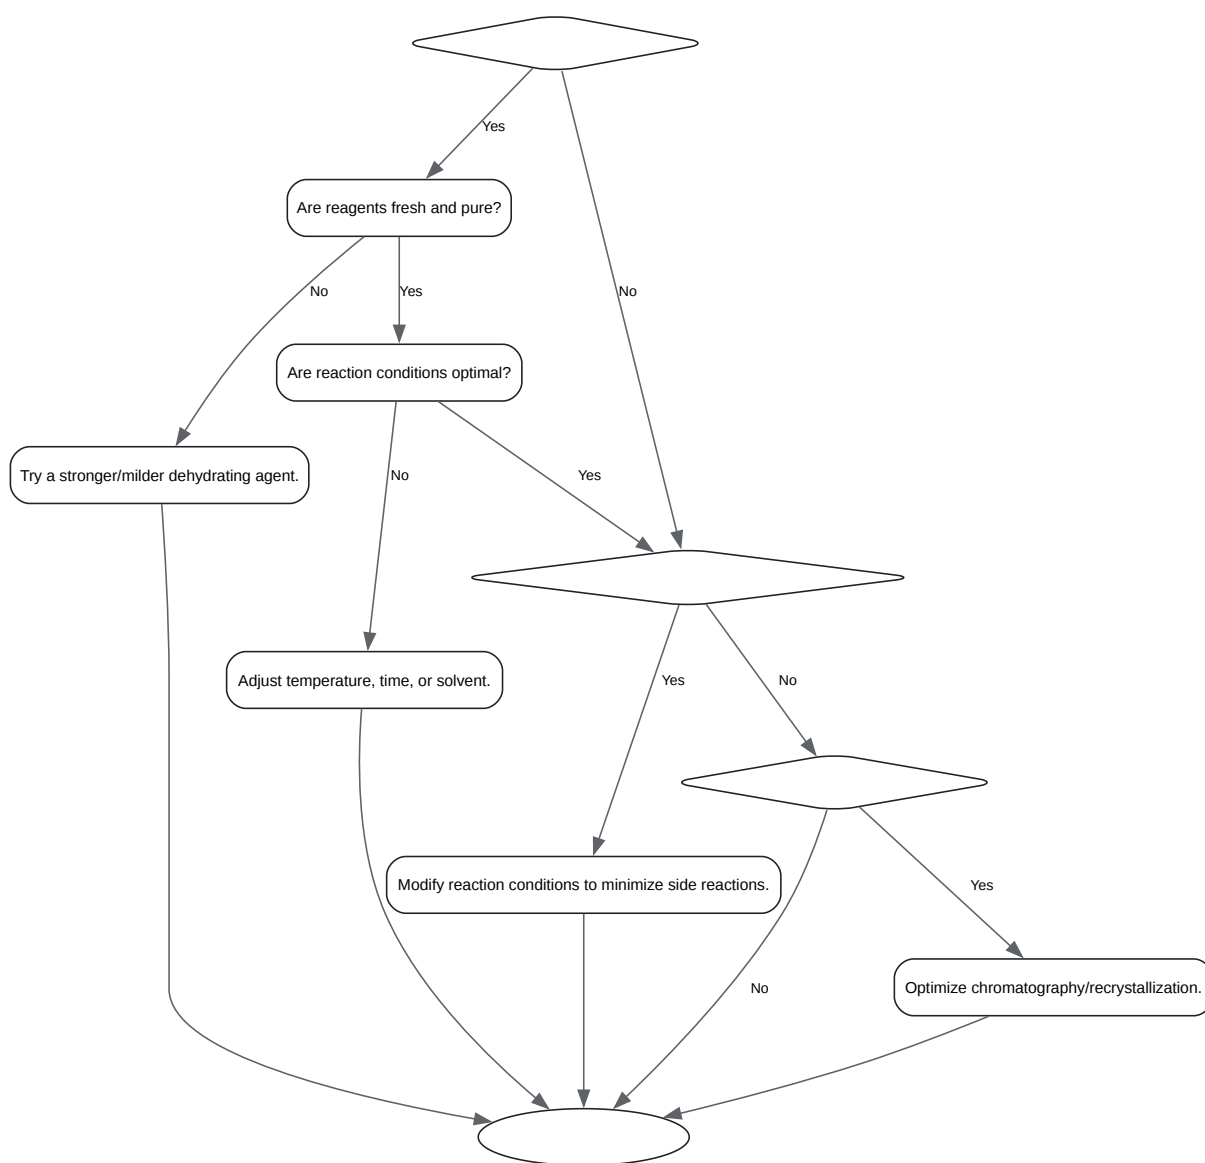 Yes
Are reagents fresh and pure?
No
Yes
No
Are reaction conditions optimal?
Try a stronger/milder dehydrating agent.
No
Yes
Adjust temperature, time, or solvent.
Yes
No
Modify reaction conditions to minimize side reactions.
Yes
No
Optimize chromatography/recrystallization.